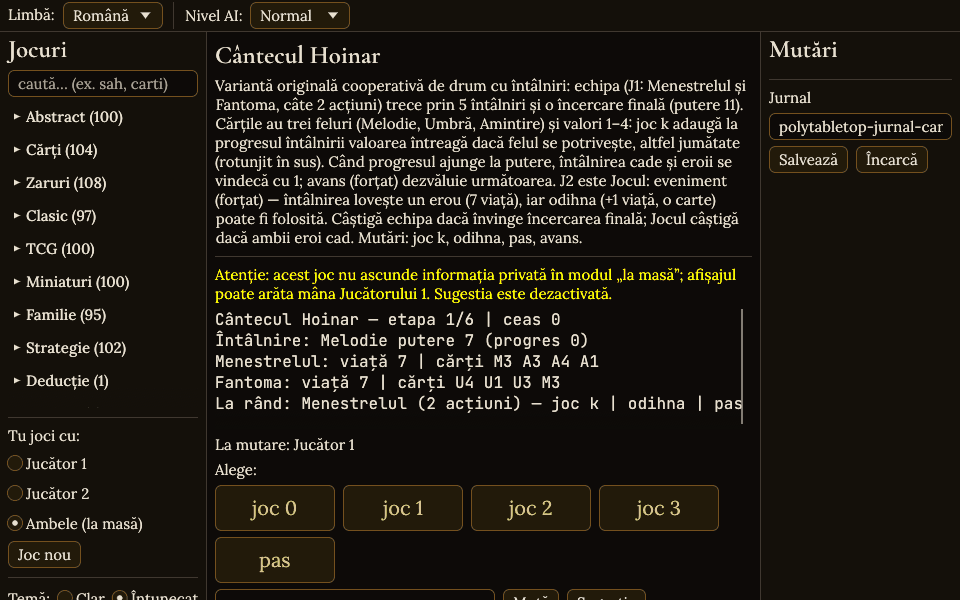 Limbă: Română ▼ Nivel AI: Normal ▼
Jocuri
caută... (ex. sah, carti)
▸ Abstract (100)
▸ Cărți (104)
▸ Zaruri (108)
▸ Clasic (97)
▸ TCG (100)
▸ Miniaturi (100)
▸ Familie (95)
▸ Strategie (102)
▸ Deducție (1)
Tu joci cu:
Jucător 1
Jucător 2
Ambele (la masă)
Joc nou
Temă: Clar Întunecat
Cântecul Hoinar
Variantă originală cooperativă de drum cu întâlniri: echipa (J1: Menestrelul și
Fantoma, câte 2 acțiuni) trece prin 5 întâlniri și o încercare finală (putere 11).
Cărțile au trei feluri (Melodie, Umbră, Amintire) și valori 1–4: joc k adaugă la
progresul întâlnirii valoarea întreagă dacă felul se potrivește, altfel jumătate
(rotunjit în sus). Când progresul ajunge la putere, întâlnirea cade și eroii se
vindecă cu 1; avans (forțat) dezvăluie următoarea. J2 este Jocul: eveniment
(forțat) — întâlnirea lovește un erou (7 viață), iar odihna (+1 viață, o carte)
poate fi folosită. Câștigă echipa dacă învinge încercarea finală; Jocul câștigă
dacă ambii eroi cad. Mutări: joc k, odihna, pas, avans.
Atenție: acest joc nu ascunde informația privată în modul „la masă”; afișajul
poate arăta mâna Jucătorului 1. Sugestia este dezactivată.
Cântecul Hoinar — etapa 1/6 | ceas 0
Întâlnire: Melodie putere 7 (progres 0)
Menestrelul: viață 7 | cărți M3 A3 A4 A1
Fantoma: viață 7 | cărți U4 U1 U3 M3
La rând: Menestrelul (2 acțiuni) — joc k | odihna | pas
La mutare: Jucător 1
Alege:
joc 0 joc 1 joc 2 joc 3
pas
Mută Sugestie
Mutări
Jurnal
polytabletop-jurnal-car
Salvează Încarcă